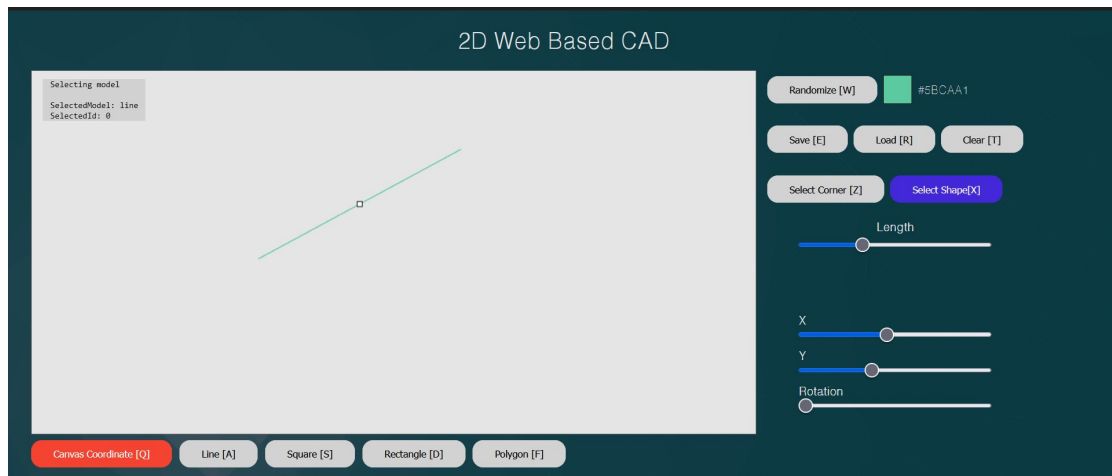 2D Web Based CAD
Selecting model
SelectedModel: line
SelectedId: 0
Randomize [W]
#5BCAA1
Save [E]
Load [R]
Clear [T]
Select Corner [Z]
Select Shape[X]
Length
X
Y
Rotation
Canvas Coordinate [Q]
Line [A]
Square [S]
Rectangle [D]
Polygon [F]